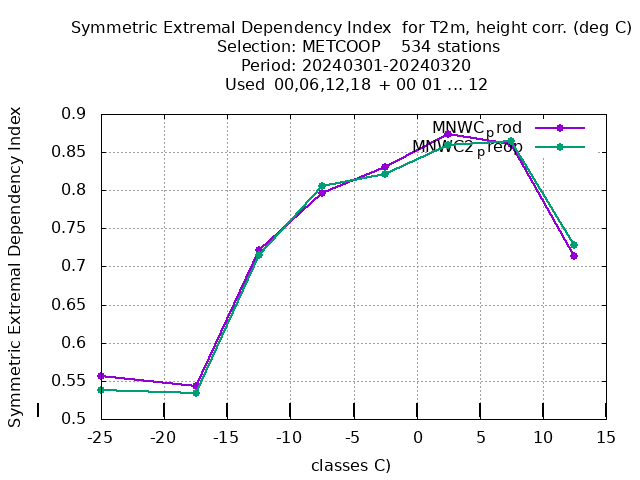 Symmetric Extremal Dependency Index for T2m, height corr. (deg C)
Selection: METCOOP 534 stations
Period: 20240301-20240320
Used 00,06,12,18 + 00 01 ... 12
Symmetric Extremal Dependency Index
0.9
0.85
0.8
0.75
0.7
0.65
0.6
0.55
0.5
MNWC_prod
MNWC2_preop
-25 -20 -15 -10 -5 0 5 10 15
classes C)